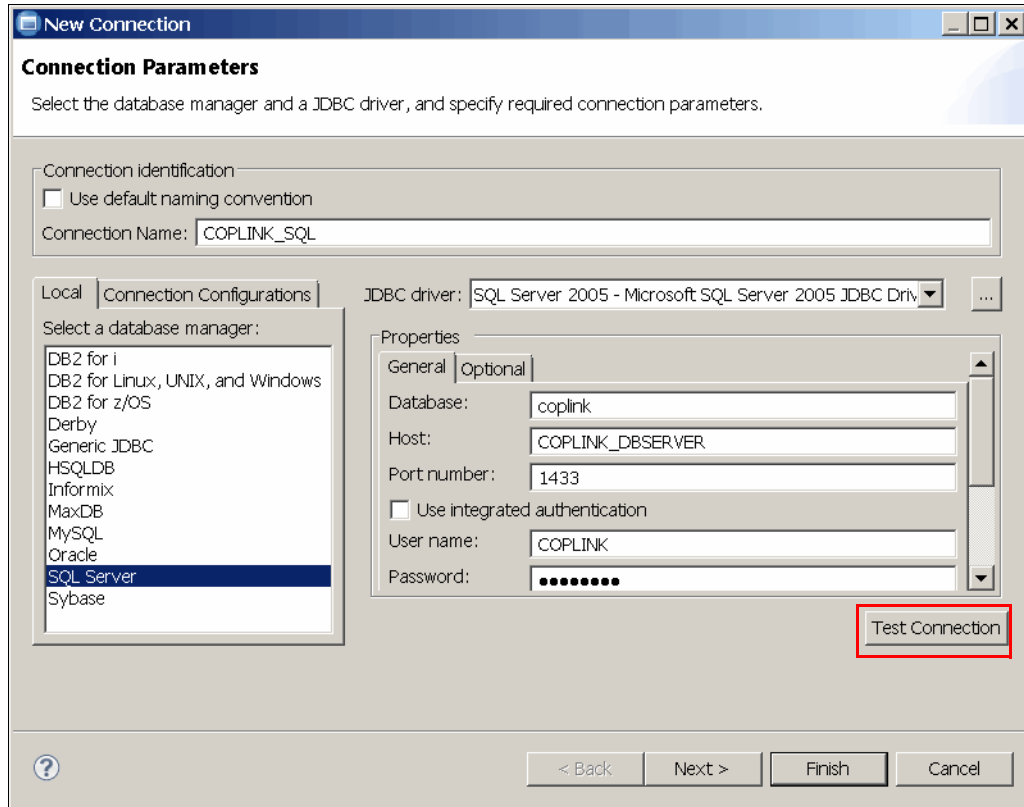 New Connection
Connection Parameters
Select the database manager and a JDBC driver, and specify required connection parameters.
Connection identification
Use default naming convention
Connection Name: COPLINK_SQL
Local Connection Configurations
Select a database manager:
DB2 for i
DB2 for Linux, UNIX, and Windows
DB2 for z/OS
Derby
Generic JDBC
HSQLDB
Informix
MaxDB
MySQL
Oracle
SQL Server
Sybase
JDBC driver: SQL Server 2005 - Microsoft SQL Server 2005 JDBC Driv ...
Properties
General Optional
Database: coplink
Host: COPLINK_DBSERVER
Port number: 1433
Use integrated authentication
User name: COPLINK
Password: ●●●●●●●●
Test Connection
? < Back Next > Finish Cancel